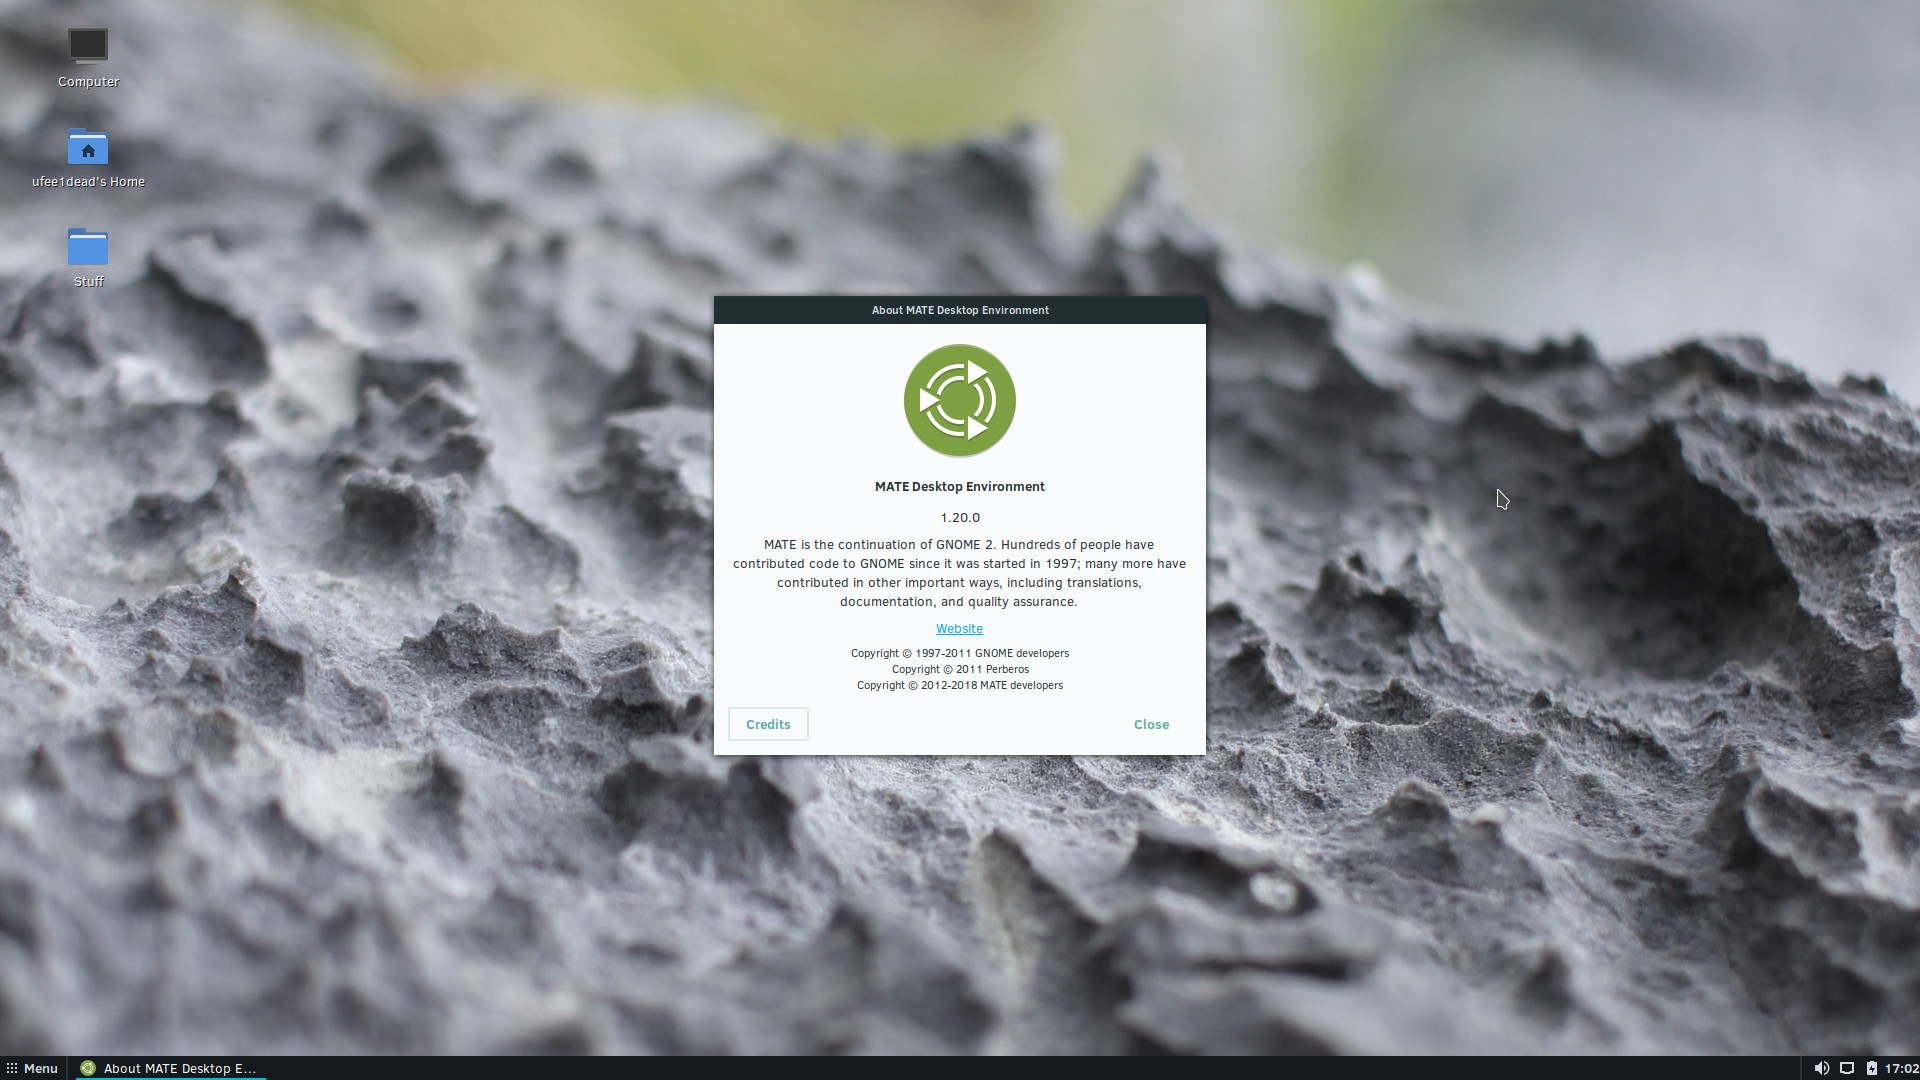 Computer
ufee1dead's Home
Stuff
About MATE Desktop Environment
MATE Desktop Environment
1.20.0
MATE is the continuation of GNOME 2. Hundreds of people have
contributed code to GNOME since it was started in 1997; many more have
contributed in other important ways, including translations,
documentation, and quality assurance.
Website
Copyright © 1997-2011 GNOME developers
Copyright © 2011 Perberos
Copyright © 2012-2018 MATE developers
Credits
Close
Menu
About MATE Desktop E...
17:02